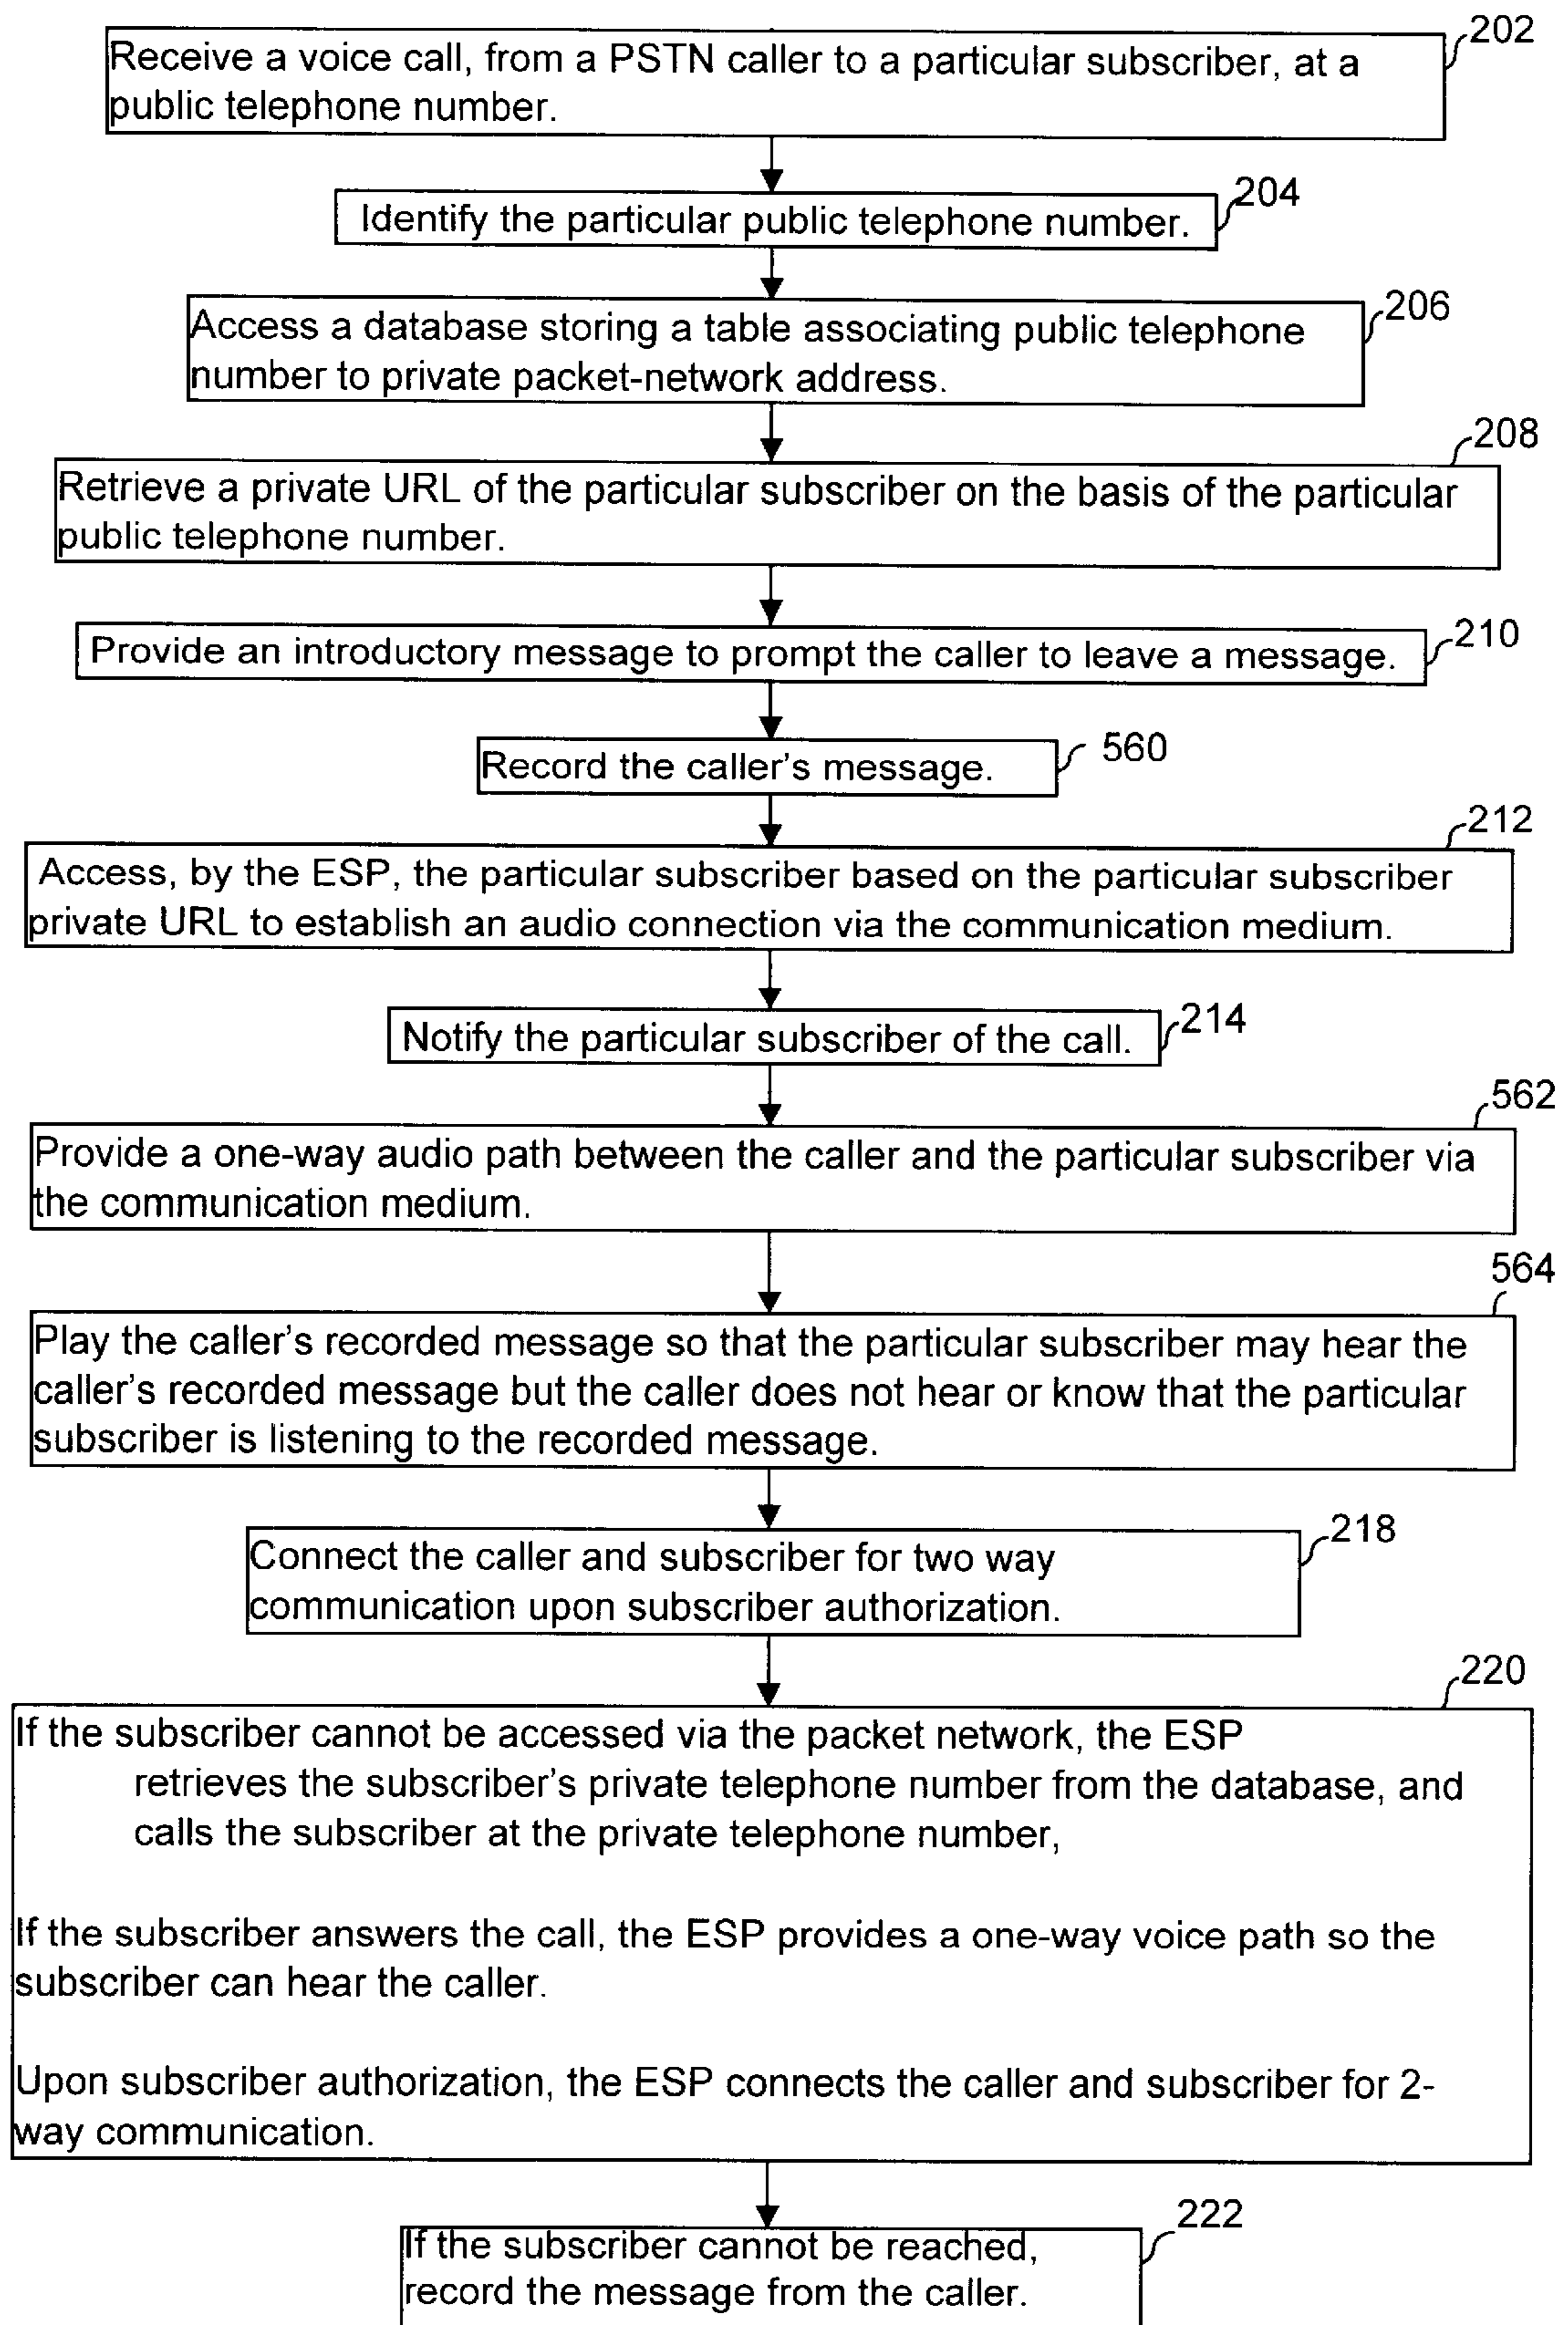 202
Receive a voice call, from a PSTN caller to a particular subscriber, at a
public telephone number.
204
Identify the particular public telephone number.
206
Access a database storing a table associating public telephone
number to private packet-network address.
208
Retrieve a private URL of the particular subscriber on the basis of the particular
public telephone number.
210
Provide an introductory message to prompt the caller to leave a message.
560
Record the caller's message.
212
Access, by the ESP, the particular subscriber based on the particular subscriber
private URL to establish an audio connection via the communication medium.
214
Notify the particular subscriber of the call.
562
Provide a one-way audio path between the caller and the particular subscriber via
the communication medium.
564
Play the caller's recorded message so that the particular subscriber may hear the
caller's recorded message but the caller does not hear or know that the particular
subscriber is listening to the recorded message.
218
Connect the caller and subscriber for two way
communication upon subscriber authorization.
220
If the subscriber cannot be accessed via the packet network, the ESP
retrieves the subscriber's private telephone number from the database, and
calls the subscriber at the private telephone number,
If the subscriber answers the call, the ESP provides a one-way voice path so the
subscriber can hear the caller.
Upon subscriber authorization, the ESP connects the caller and subscriber for 2-
way communication.
222
If the subscriber cannot be reached,
record the message from the caller.